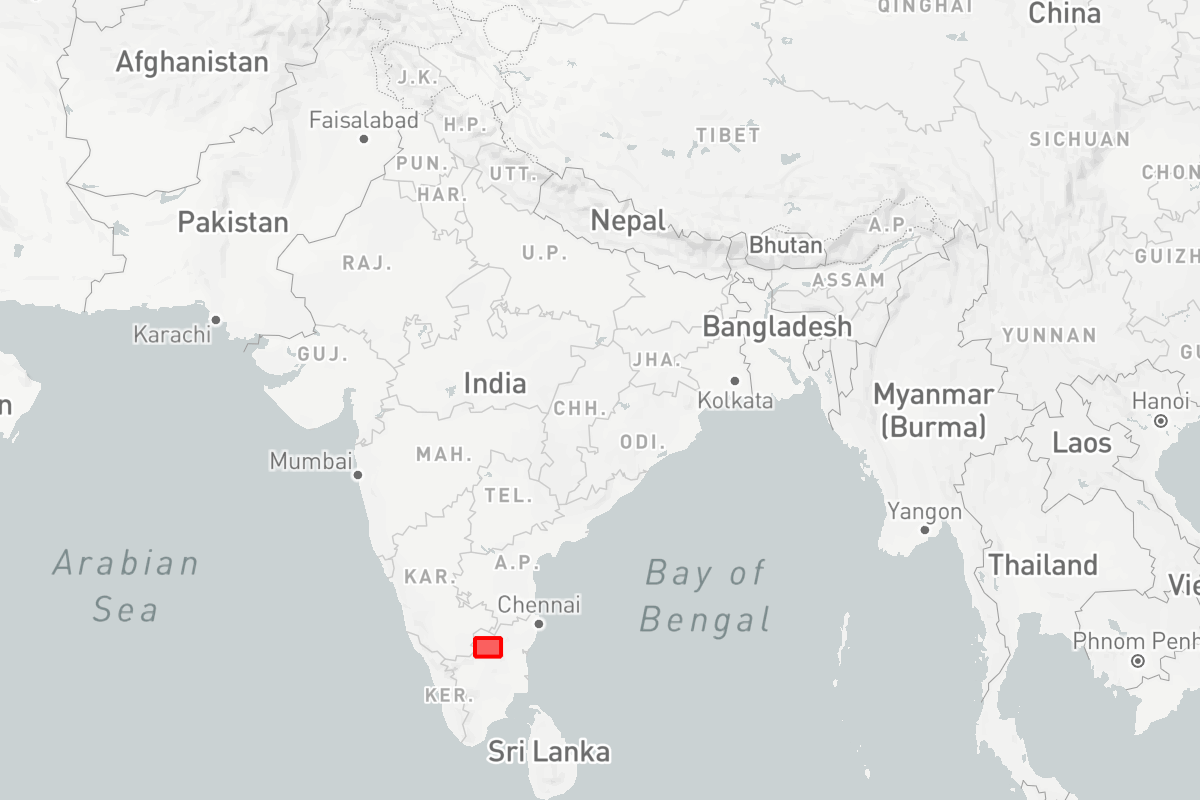 QINGHAI
China
Afghanistan
J.K.
Faisalabad
H.P.
TIBET
SICHUAN
PUN.
UTT.
CHON
HAR.
Pakistan
Nepal
A.P.
Bhutan
U.P.
RAJ.
GUIZH
ASSAM
Karachi
Bangladesh
YUNNAN
GUJ.
JHA.
GU
India
Kolkata
Myanmar
(Burma)
Hanoi
n
CHH.
ODI.
Laos
MAH.
Mumbai
TEL.
Yangon
Arabian
Sea
A.P.
Bay of
Bengal
Thailand
KAR.
Vie
Chennai
Phnom Penh
KER.
Sri Lanka